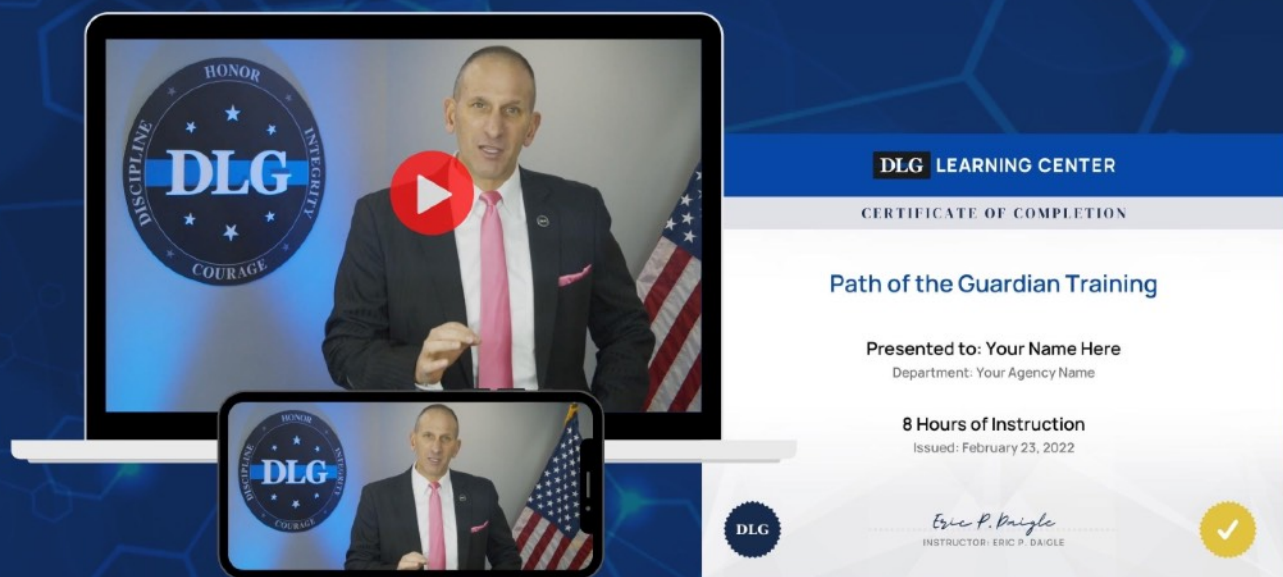 HONOR
DISCIPLINE
INTEGRITY
DLG
COURAGE
HONOR
DISCIPLINE
INTEGRITY
DLG
COURAGE
DLG LEARNING CENTER
CERTIFICATE OF COMPLETION
Path of the Guardian Training
Presented to: Your Name Here
Department: Your Agency Name
8 Hours of Instruction
Issued: February 23, 2022
DLG
Eric P. Daigle
INSTRUCTOR: ERIC P. DAIGLE